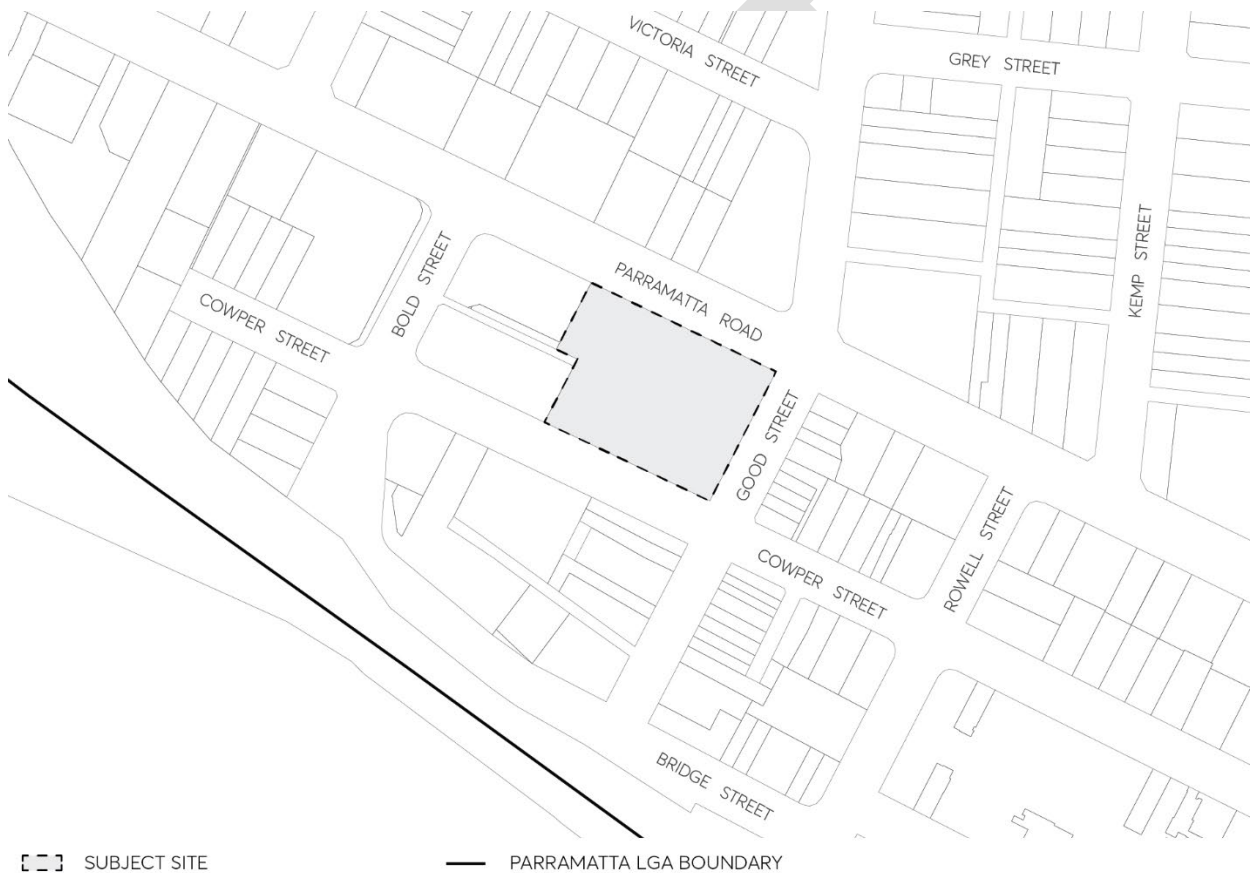 VICTORIA STREET
GREY STREET
KEMP STREET
PARRAMATTA ROAD
BOLD STREET
COWPER STREET
GOOD STREET
ROWELL STREET
COWPER STREET
BRIDGE STREET
SUBJECT SITE
PARRAMATTA LGA BOUNDARY